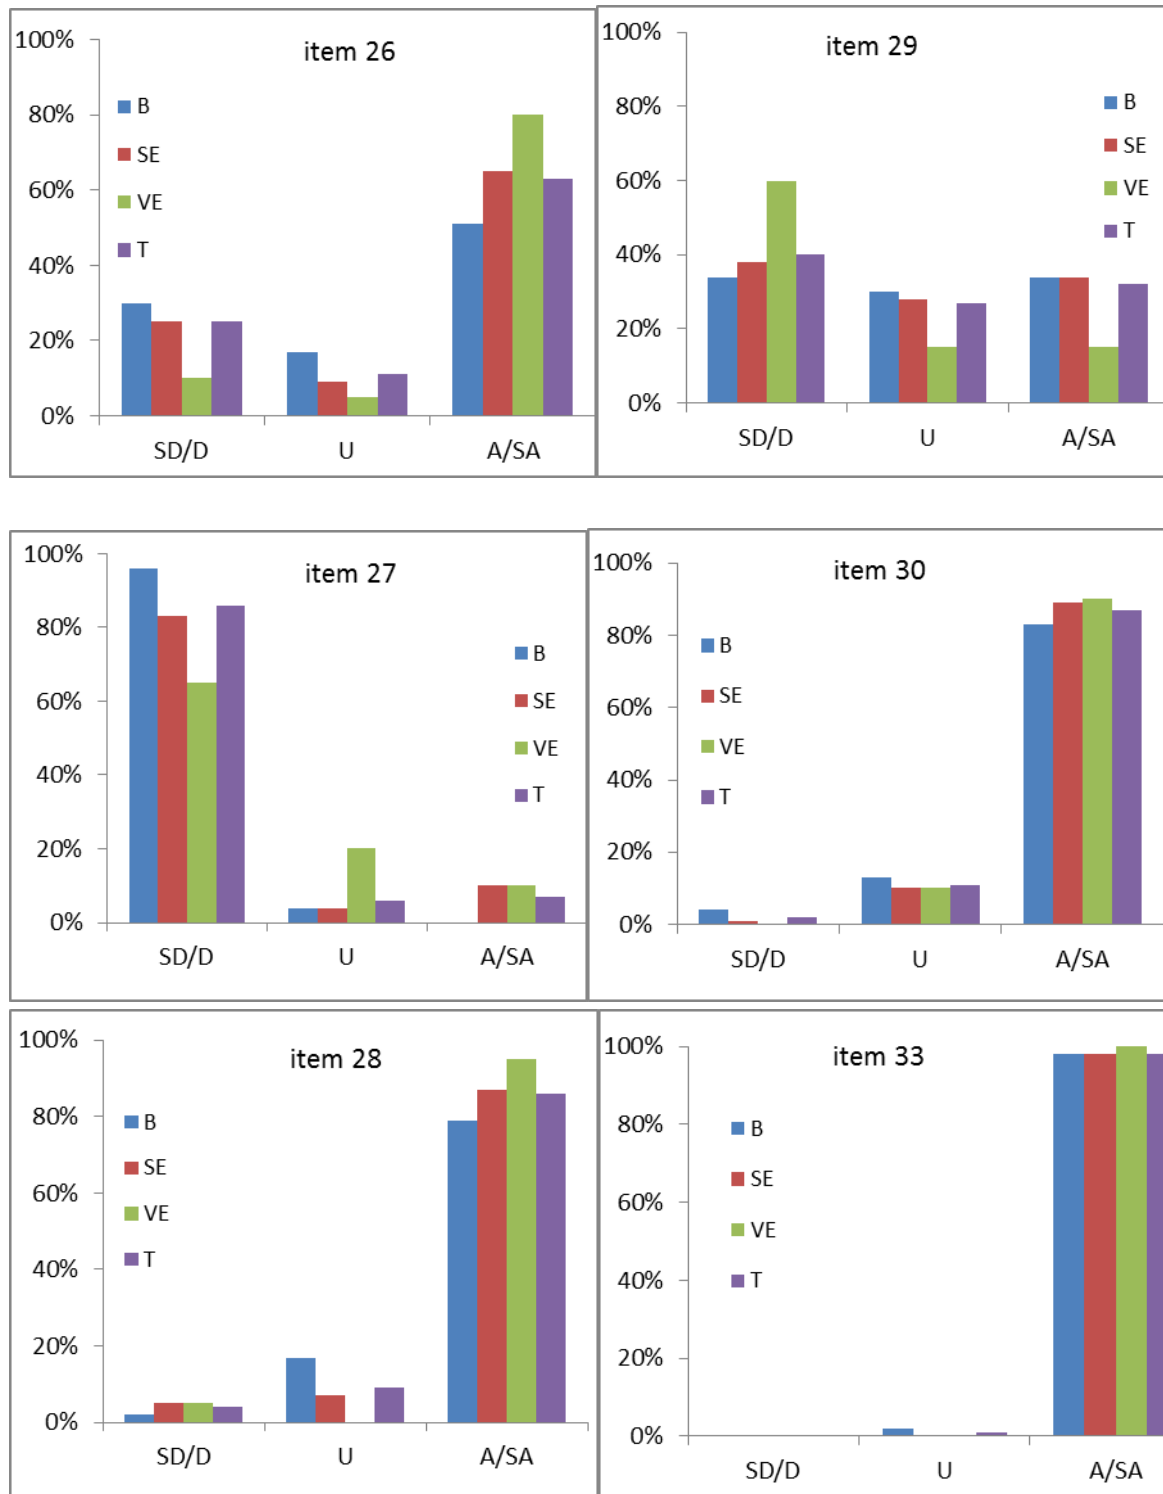 item 26
100%
80%
60%
40%
20%
0%
B
SE
VE
T
SD/D U A/SA
item 29
100%
80%
60%
40%
20%
0%
B
SE
VE
T
SD/D U A/SA
item 27
100%
80%
60%
40%
20%
0%
B
SE
VE
T
SD/D U A/SA
item 30
100%
80%
60%
40%
20%
0%
B
SE
VE
T
SD/D U A/SA
item 28
100%
80%
60%
40%
20%
0%
B
SE
VE
T
SD/D U A/SA
item 33
100%
80%
60%
40%
20%
0%
B
SE
VE
T
SD/D U A/SA